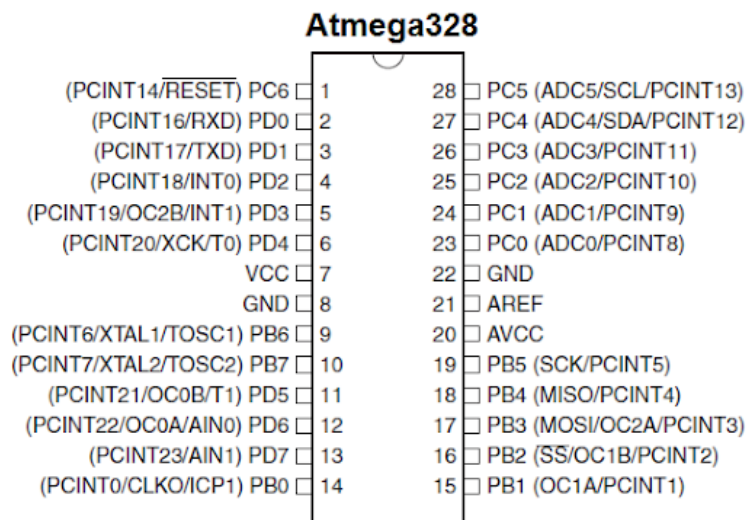 Atmega328
(PCINT14/RESET) PC6 1 28 PC5 (ADC5/SCL/PCINT13)
(PCINT16/RXD) PD0 2 27 PC4 (ADC4/SDA/PCINT12)
(PCINT17/TXD) PD1 3 26 PC3 (ADC3/PCINT11)
(PCINT18/INT0) PD2 4 25 PC2 (ADC2/PCINT10)
(PCINT19/OC2B/INT1) PD3 5 24 PC1 (ADC1/PCINT9)
(PCINT20/XCK/T0) PD4 6 23 PC0 (ADC0/PCINT8)
VCC 7 22 GND
GND 8 21 AREF
(PCINT6/XTAL1/TOSC1) PB6 9 20 AVCC
(PCINT7/XTAL2/TOSC2) PB7 10 19 PB5 (SCK/PCINT5)
(PCINT21/OC0B/T1) PD5 11 18 PB4 (MISO/PCINT4)
(PCINT22/OC0A/AIN0) PD6 12 17 PB3 (MOSI/OC2A/PCINT3)
(PCINT23/AIN1) PD7 13 16 PB2 (SS/OC1B/PCINT2)
(PCINT0/CLKO/ICP1) PB0 14 15 PB1 (OC1A/PCINT1)